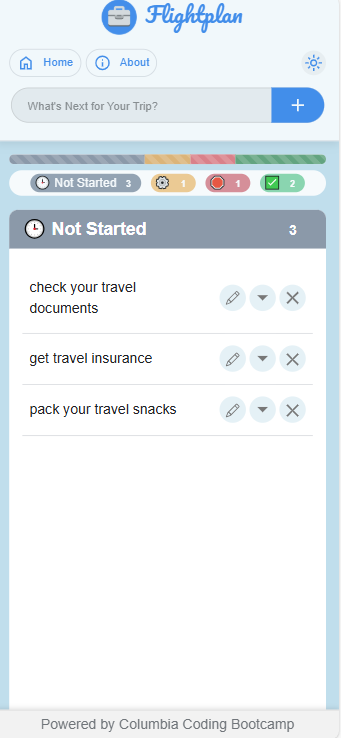 Flightplan
Home About
What's Next for Your Trip?
Not Started 3 1 1 2
Not Started 3
check your travel
documents
get travel insurance
pack your travel snacks
Powered by Columbia Coding Bootcamp